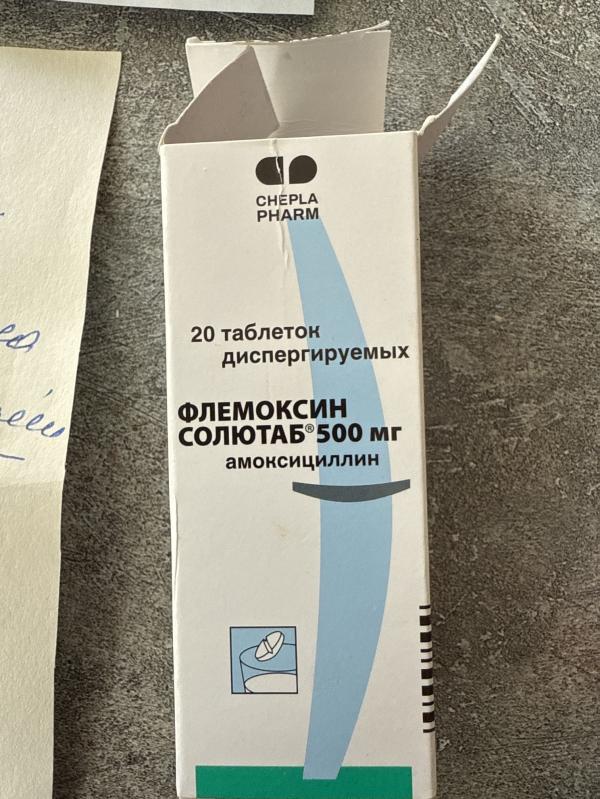 CHEPLA
PHARM
20 таблеток
диспергируемых
ФЛЕМОКСИН
СОЛЮТАБ® 500 мг
амоксициллин